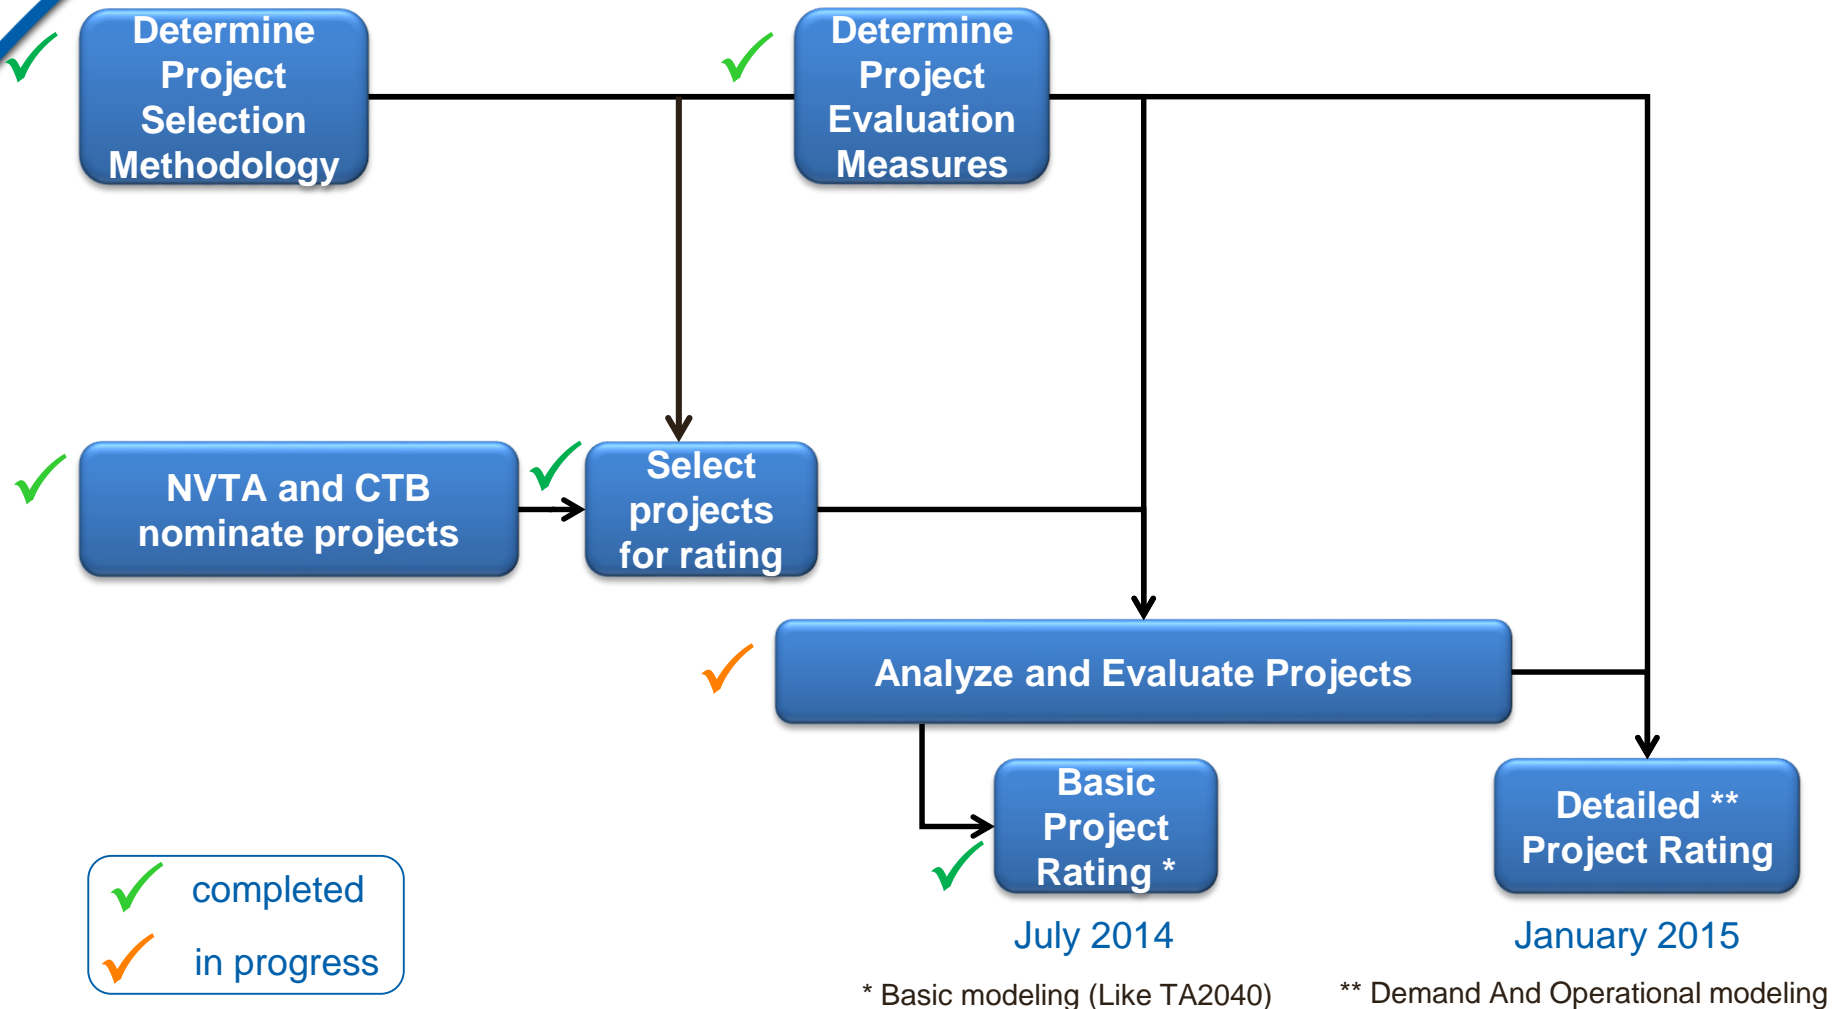 Determine
Project
Selection
Methodology
Determine
Project
Evaluation
Measures
NVTA and CTB
nominate projects
Select
projects
for rating
Analyze and Evaluate Projects
Basic
Project
Rating *
Detailed **
Project Rating
completed
in progress
July 2014
January 2015
* Basic modeling (Like TA2040)
** Demand And Operational modeling